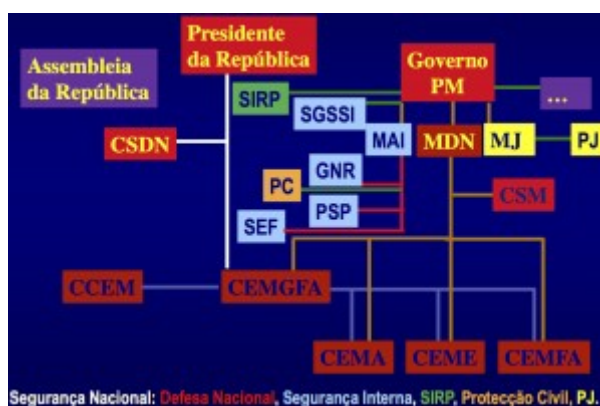 Presidente
da República
Governo
PM
Assembleia
da República
SIRP
...
SGSSI
MAI
MDN
MJ
PJ
CSDN
GNR
PC
CSM
PSP
SEF
CCEM
CEMGFA
CEMA
CEME
CEMFA
Segurança Nacional: Defesa Nacional, Segurança Interna, SIRP, Protecção Civil, PJ.